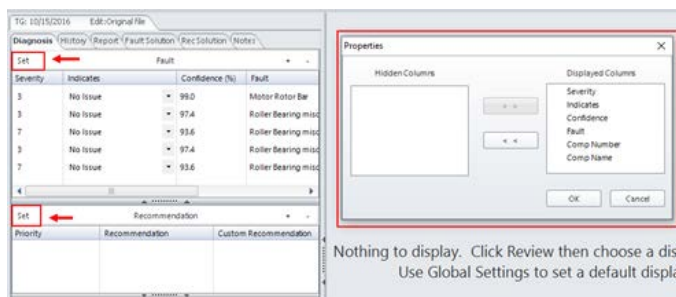 TG: 10/15/2016 Edit:Original file
Diagnosis History Report Fault Solution Rec Solution Notes
Set Fault + -
Severity Indicates Confidence (%) Fault
3 No Issue 99.0 Motor Rotor Bar
3 No Issue 97.4 Roller Bearing misc
7 No Issue 93.6 Roller Bearing misc
3 No Issue 97.4 Roller Bearing misc
7 No Issue 93.6 Roller Bearing misc
Set Recommendation + -
Priority Recommendation Custom Recommendation
Properties X
Hidden Columns Displayed Columns
Severity
Indicates
Confidence
Fault
Comp Number
Comp Name
> >
< <
OK Cancel
Nothing to display. Click Review then choose a dis
Use Global Settings to set a default displa